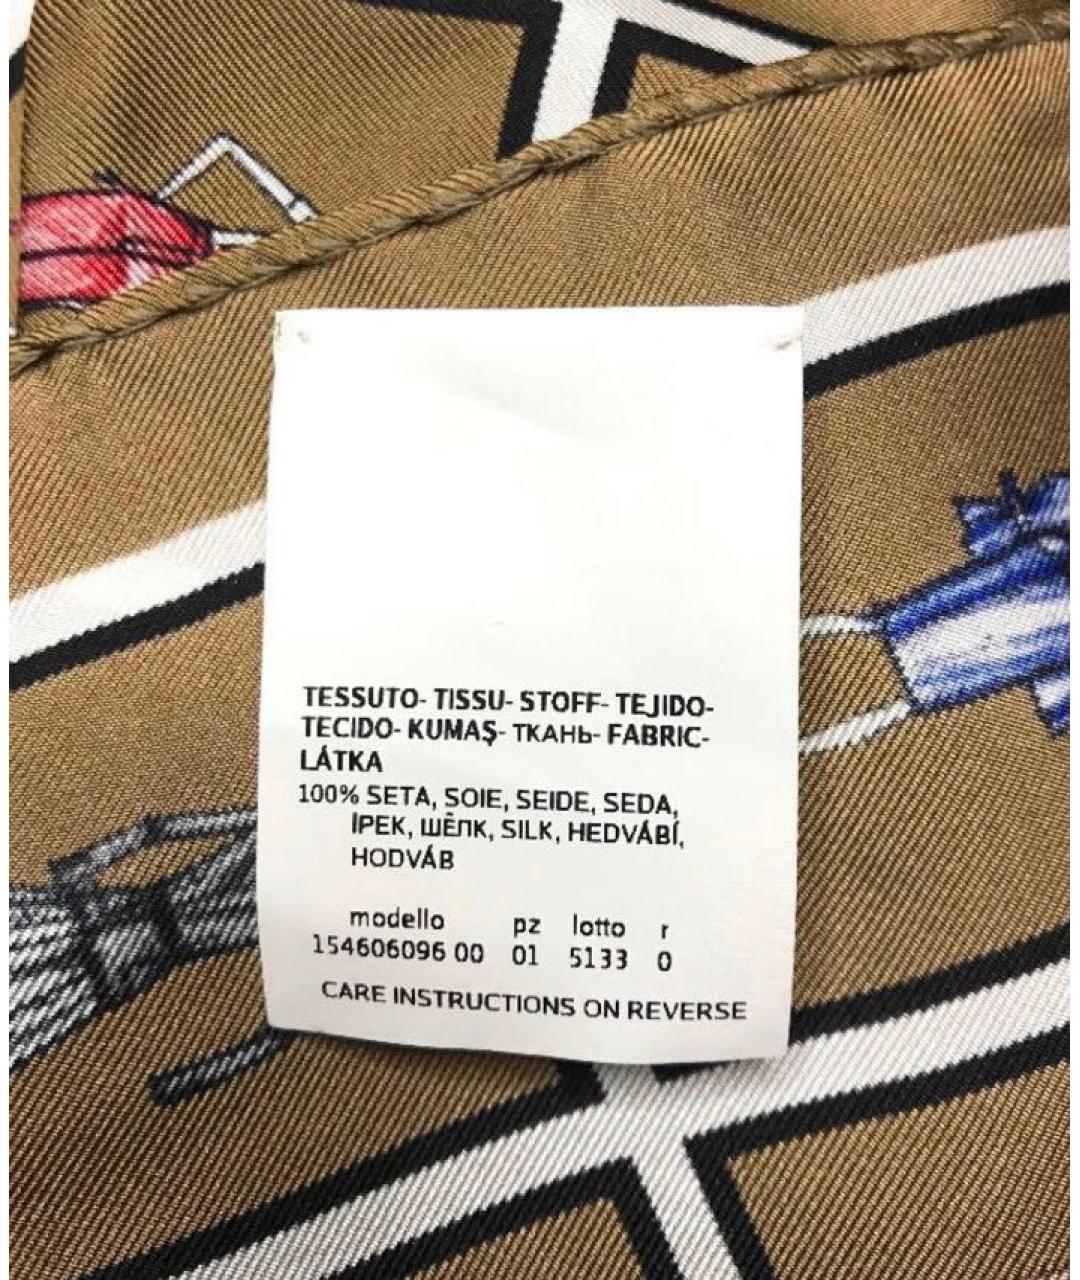 TESSUTO- TISSU- STOFF- TEJIDO-
TECIDO- KUMAŞ- ТКАНЬ- FABRIC-
LÁTKA
100% SETA, SOIE, SEIDE, SEDA,
İPEK, ШЁЛК, SILK, HEDVÁBÍ,
HODVÁB
modello pz lotto r
154606096 00 01 5133 0
CARE INSTRUCTIONS ON REVERSE